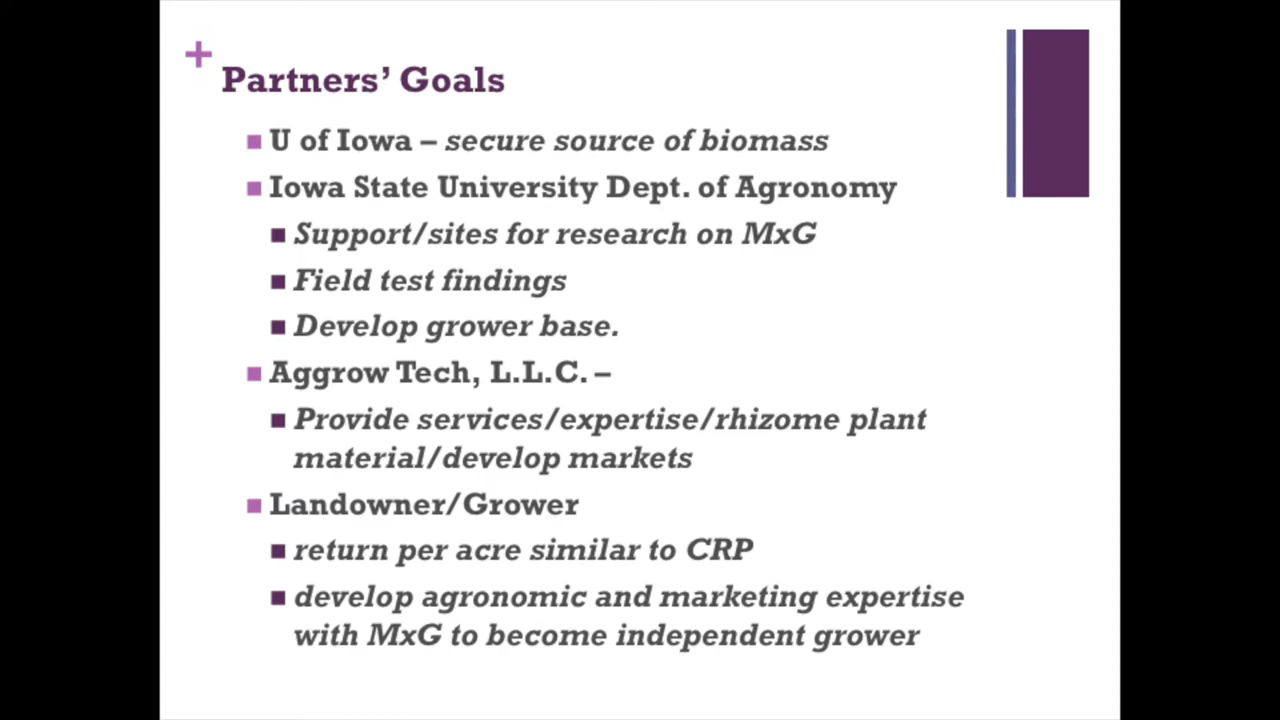 Partners’ Goals
U of Iowa – secure source of biomass
Iowa State University Dept. of Agronomy
Support/sites for research on MxG
Field test findings
Develop grower base.
Aggrow Tech, L.L.C. –
Provide services/expertise/rhizome plant
material/develop markets
Landowner/Grower
return per acre similar to CRP
develop agronomic and marketing expertise
with MxG to become independent grower